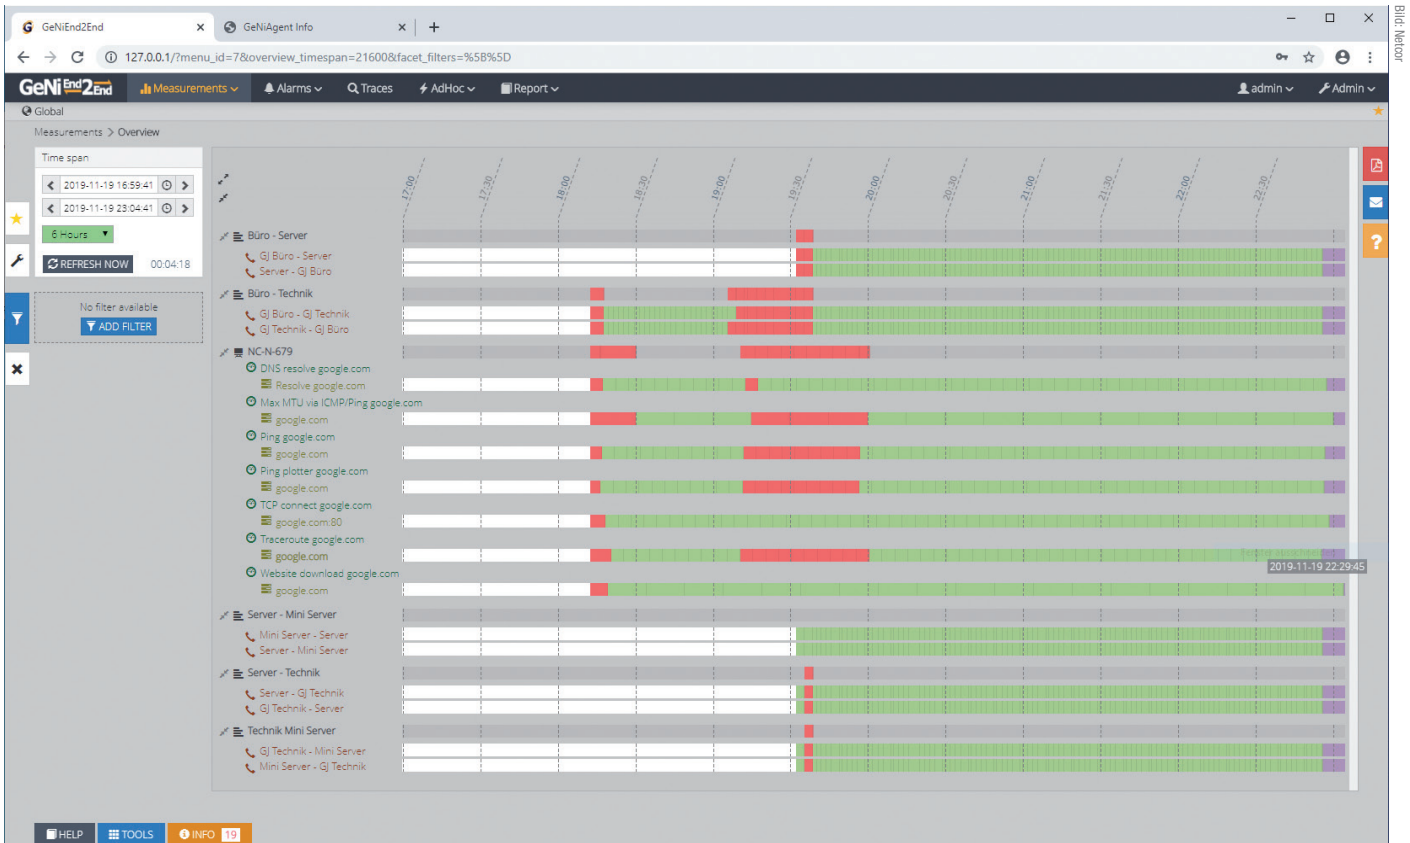 GeNiEnd2End
GeNiAgent Info
127.0.0.1/?menu_id=7&overview_timespan=21600&facet_filters=%5B%5D
GeNi End2End Measurements Alarms Traces AdHoc Report admin Admin
Global
Measurements > Overview
Time span
2019-11-19 16:59:41
2019-11-19 23:04:41
6 Hours
REFRESH NOW 00:04:18
No filter available
ADD FILTER
17:00 17:30 18:00 18:30 19:00 19:30 20:00 20:30 21:00 21:30 22:00 22:30
Büro - Server
GJ Büro - Server
Server - GJ Büro
Büro - Technik
GJ Büro - GJ Technik
GJ Technik - GJ Büro
NC-N-679
DNS resolve google.com
Resolve google.com
Max MTU via ICMP/Ping google.com
google.com
Ping google.com
google.com
Ping plotter google.com
google.com
TCP connect google.com
google.com:80
Traceroute google.com
google.com
2019-11-19 22:29:45
Website download google.com
google.com
Server - Mini Server
Mini Server - Server
Server - Mini Server
Server - Technik
Server - GJ Technik
GJ Technik - Server
Technik Mini Server
GJ Technik - Mini Server
Mini Server - GJ Technik
HELP TOOLS INFO 19
Bild: Netcor